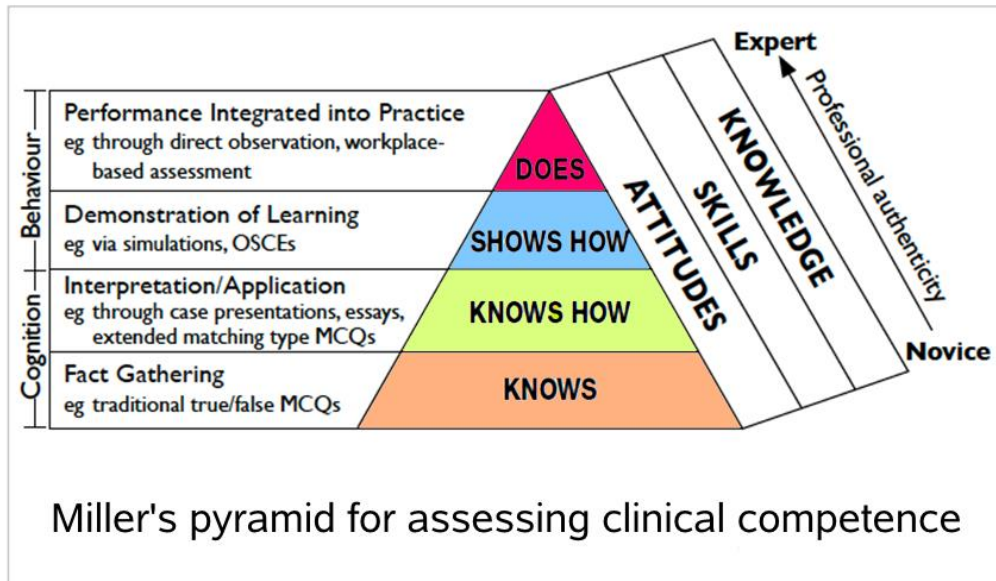 Expert
Professional authenticity
Novice
KNOWLEDGE
SKILLS
ATTITUDES
Behaviour
Performance Integrated into Practice
eg through direct observation, workplace-
based assessment
DOES
Demonstration of Learning
eg via simulations, OSCEs
SHOWS HOW
Cognition
Interpretation/Application
eg through case presentations, essays,
extended matching type MCQs
KNOWS HOW
Fact Gathering
eg traditional true/false MCQs
KNOWS
Miller's pyramid for assessing clinical competence